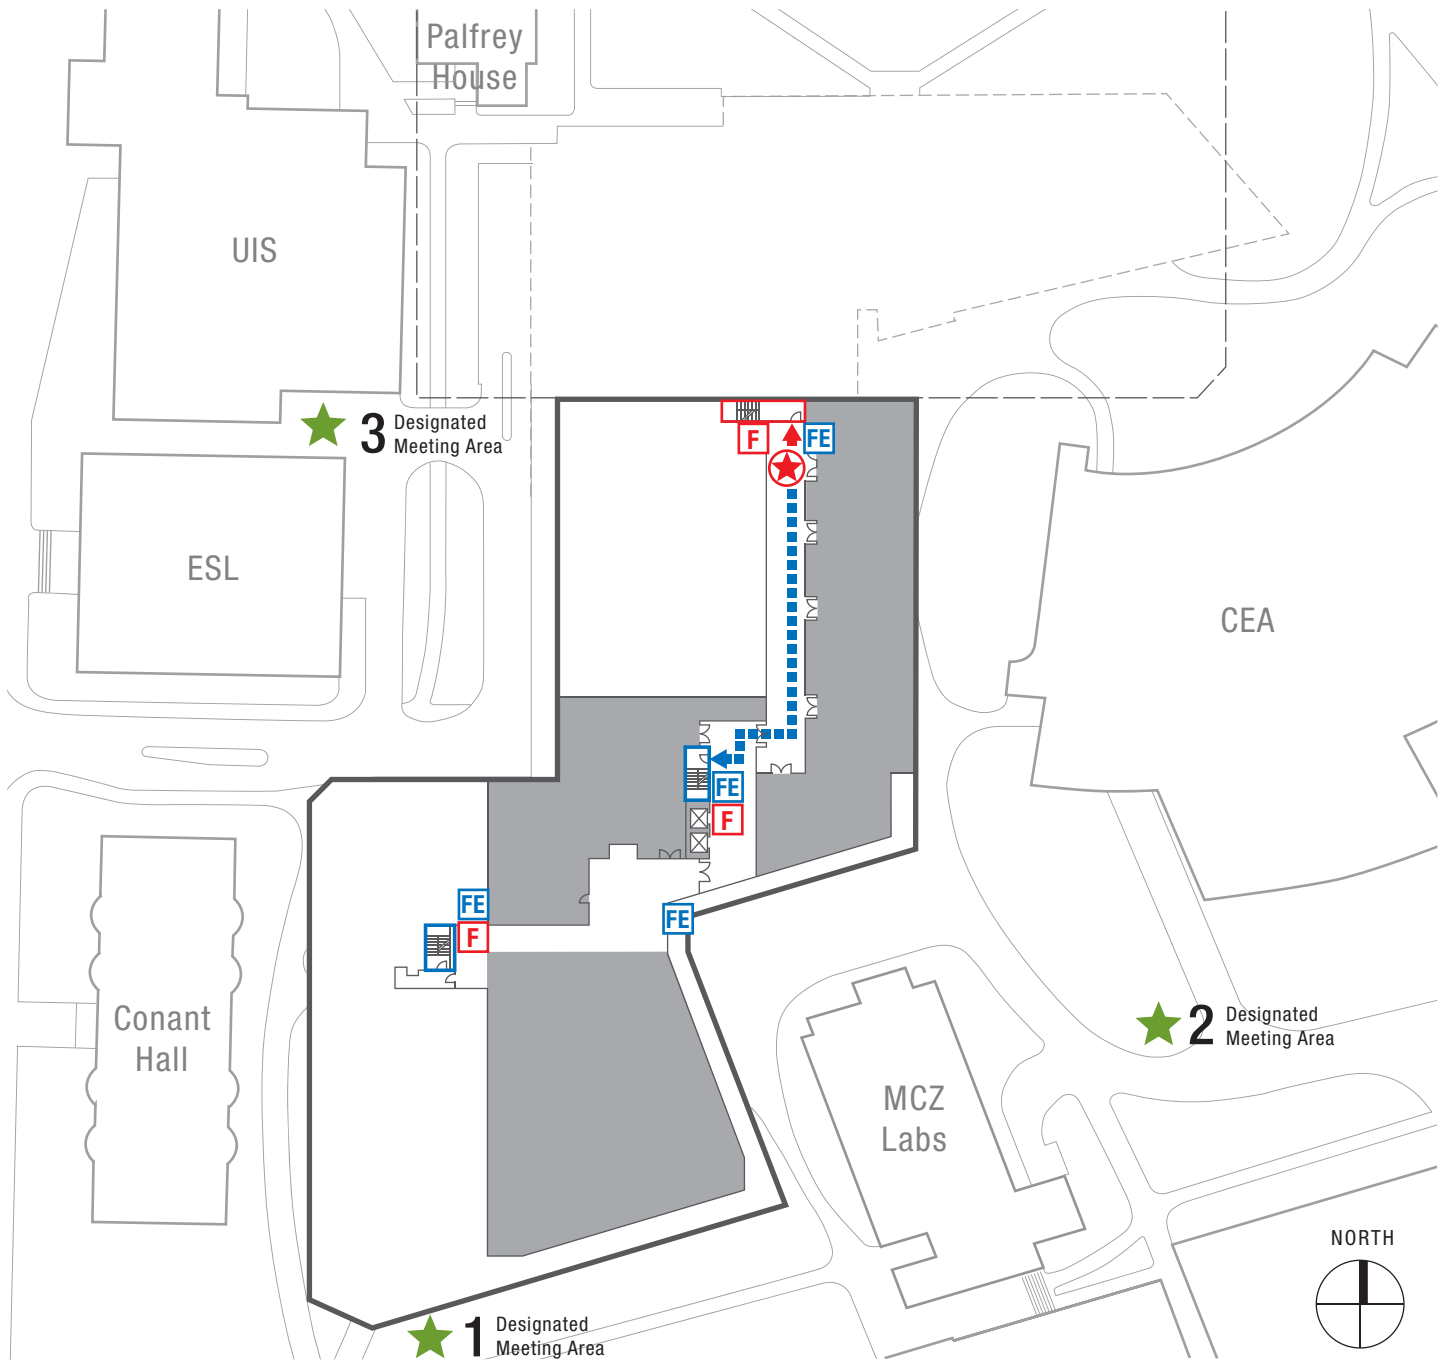 Palfrey
House
UIS
3 Designated
Meeting Area
F
FE
ESL
CEA
FE
F
FE
F
FE
Conant
Hall
2 Designated
Meeting Area
MCZ
Labs
NORTH
1 Designated
Meeting Area